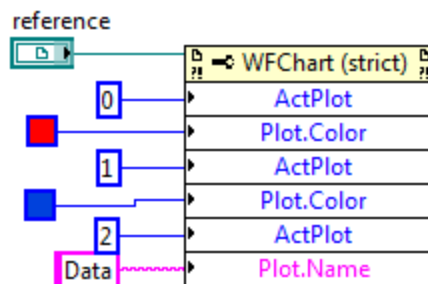 reference
?! WFChart (strict) ?!
0 ActPlot
Plot.Color
1 ActPlot
Plot.Color
2 ActPlot
Data Plot.Name